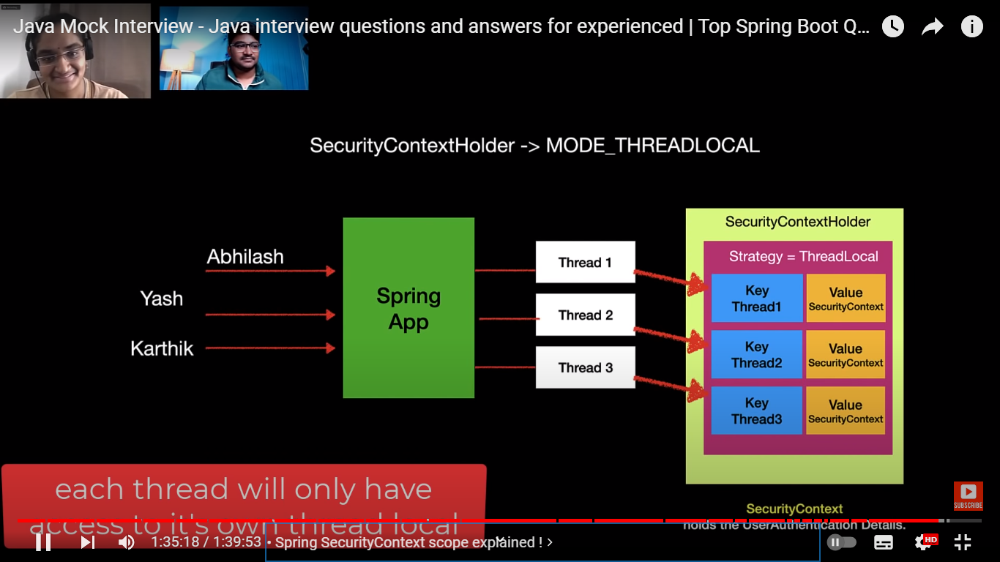 Java Mock Interview - Java interview questions and answers for experienced | Top Spring Boot Q...
SecurityContextHolder -> MODE_THREADLOCAL
Abhilash
Yash
Karthik
Spring
App
Thread 1
Thread 2
Thread 3
SecurityContextHolder
Strategy = ThreadLocal
Key
Thread1
Value
SecurityContext
Key
Thread2
Value
SecurityContext
Key
Thread3
Value
SecurityContext
each thread will only have
access to it's own thread local
SecurityContext
holds the UserAuthentication Details.
SUBSCRIBE
1:35:18 / 1:39:53 • Spring SecurityContext scope explained ! >
HD